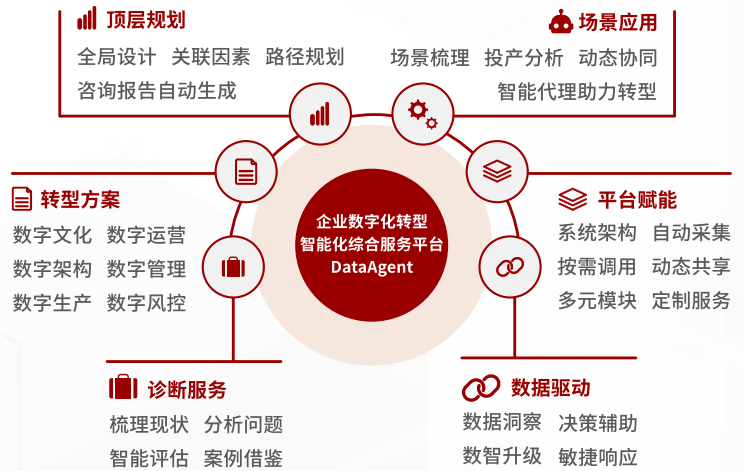 顶层规划
全局设计 关联因素 路径规划
咨询报告自动生成
场景应用
场景梳理 投产分析 动态协同
智能代理助力转型
转型方案
数字文化 数字运营
数字架构 数字管理
数字生产 数字风控
企业数字化转型
智能化综合服务平台
DataAgent
平台赋能
系统架构 自动采集
按需调用 动态共享
多元模块 定制服务
诊断服务
梳理现状 分析问题
智能评估 案例借鉴
数据驱动
数据洞察 决策辅助
数智升级 敏捷响应